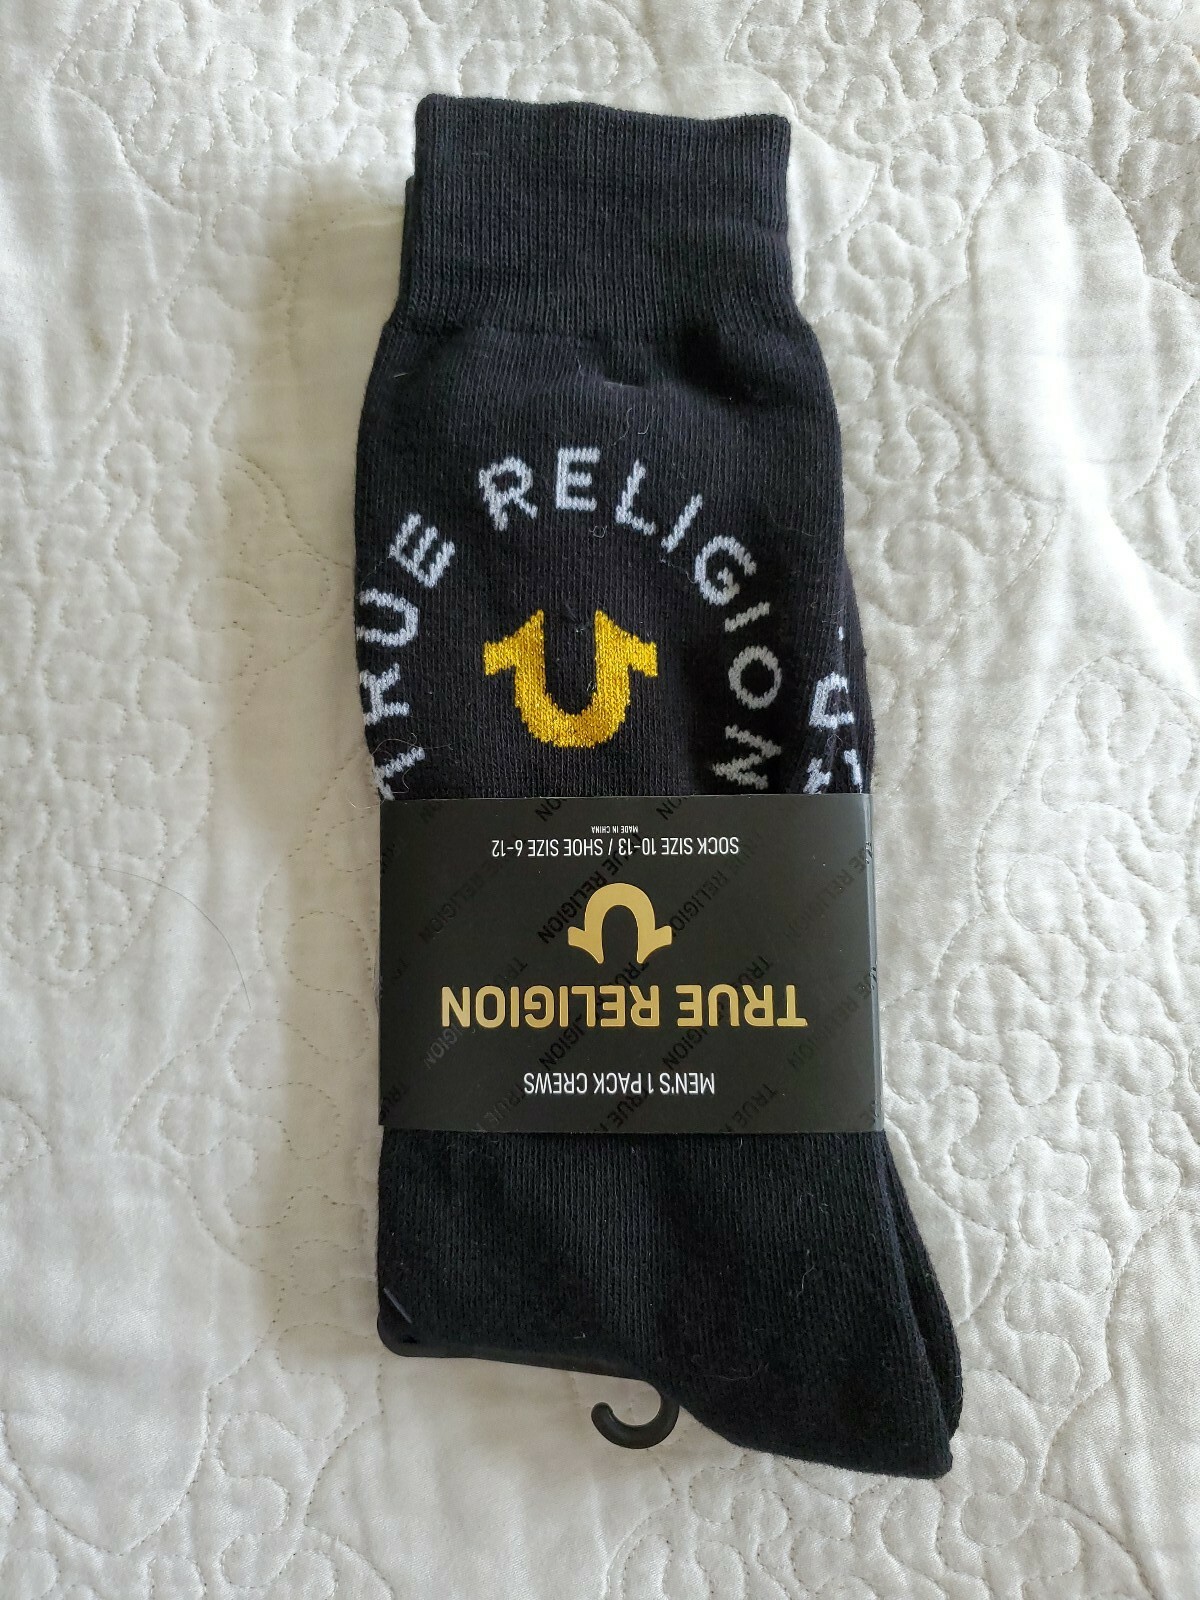 TRUE RELIGION
MEN'S 1 PACK CREWS
TRUE RELIGION
SOCK SIZE 10-13 / SHOE SIZE 6-12
MADE IN CHINA